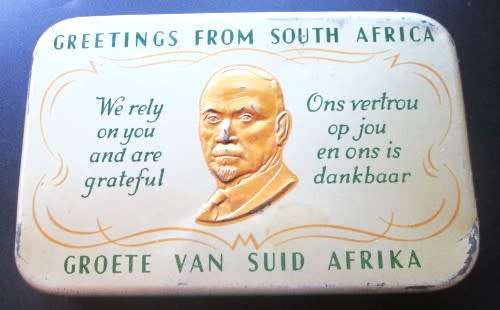 GREETINGS FROM SOUTH AFRICA
We rely
on you
and are
grateful
Ons vertrou
op jou
en ons is
dankbaar
GROETE VAN SUID AFRIKA